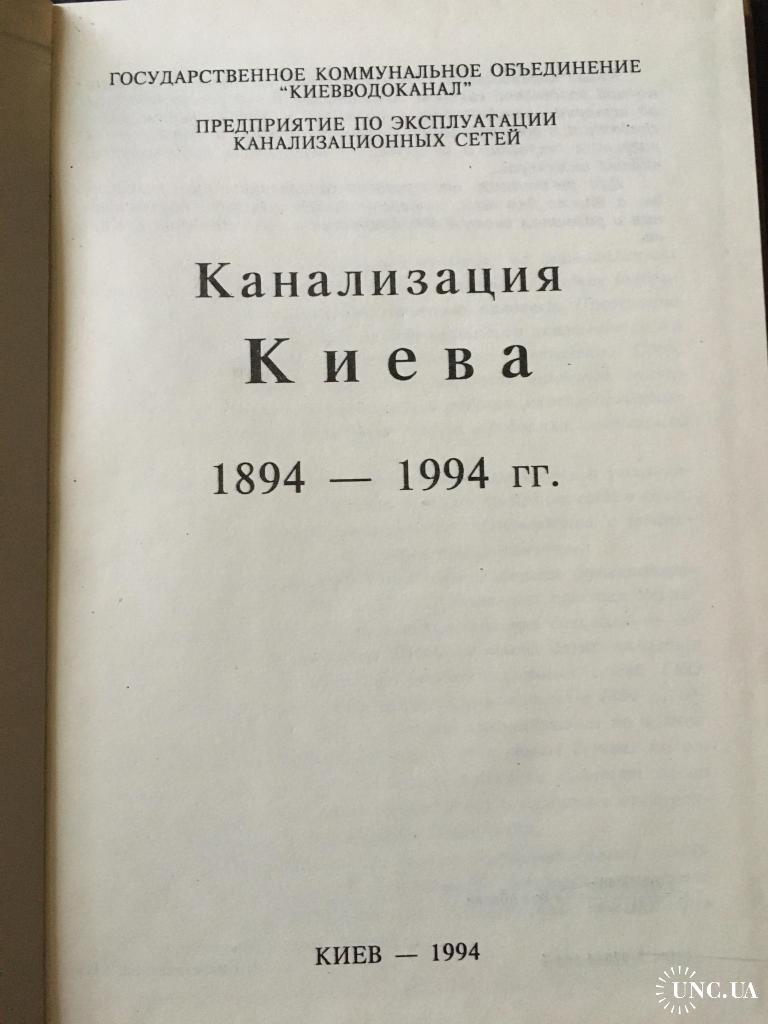 ГОСУДАРСТВЕННОЕ КОММУНАЛЬНОЕ ОБЪЕДИНЕНИЕ
"КИЕВВОДОКАНАЛ"
ПРЕДПРИЯТИЕ ПО ЭКСПЛУАТАЦИИ
КАНАЛИЗАЦИОННЫХ СЕТЕЙ
Канализация
Киева
1894 — 1994 гг.
КИЕВ — 1994
UNC.UA